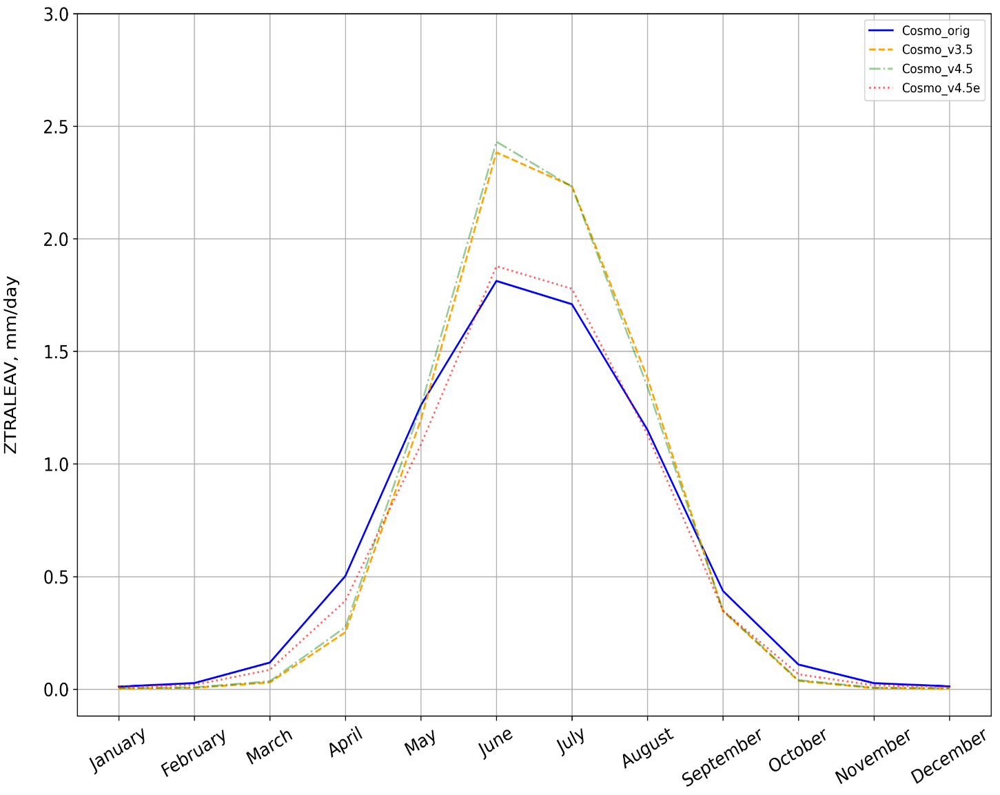 3.0
2.5
2.0
1.5
1.0
0.5
0.0
ZTRALEAV, mm/day
Cosmo_orig
Cosmo_v3.5
Cosmo_v4.5
Cosmo_v4.5e
January
February
March
April
May
June
July
August
September
October
November
December